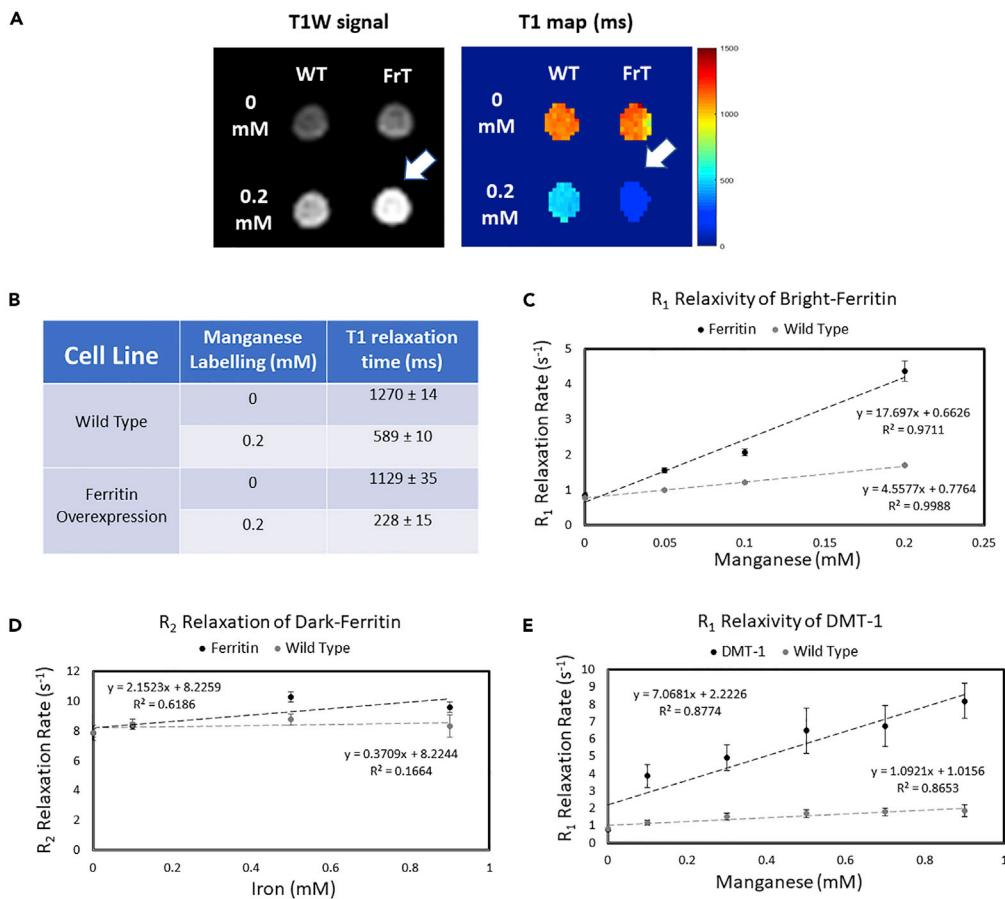 A
T1W signal
WT FrT
0
mM
0.2
mM
T1 map (ms)
WT FrT
0
mM
0.2
mM
1500
1000
500
0
B
Cell Line
Manganese
Labelling (mM)
T1 relaxation
time (ms)
Wild Type
0
1270 ± 14
0.2
589 ± 10
Ferritin
Overexpression
0
1129 ± 35
0.2
228 ± 15
C
R₁ Relaxivity of Bright-Ferritin
Ferritin Wild Type
R₁ Relaxation Rate (s⁻¹)
5
4
3
2
1
0
y = 17.697x + 0.6626
R² = 0.9711
y = 4.5577x + 0.7764
R² = 0.9988
0 0.05 0.1 0.15 0.2 0.25
Manganese (mM)
D
R₂ Relaxation of Dark-Ferritin
Ferritin Wild Type
R₂ Relaxation Rate (s⁻¹)
12
10
8
6
4
2
0
y = 2.1523x + 8.2259
R² = 0.6186
y = 0.3709x + 8.2244
R² = 0.1664
0 0.2 0.4 0.6 0.8 1
Iron (mM)
E
R₁ Relaxivity of DMT-1
DMT-1 Wild Type
R₁ Relaxation Rate (s⁻¹)
10
9
8
7
6
5
4
3
2
1
0
y = 7.0681x + 2.2226
R² = 0.8774
y = 1.0921x + 1.0156
R² = 0.8653
0 0.2 0.4 0.6 0.8 1
Manganese (mM)